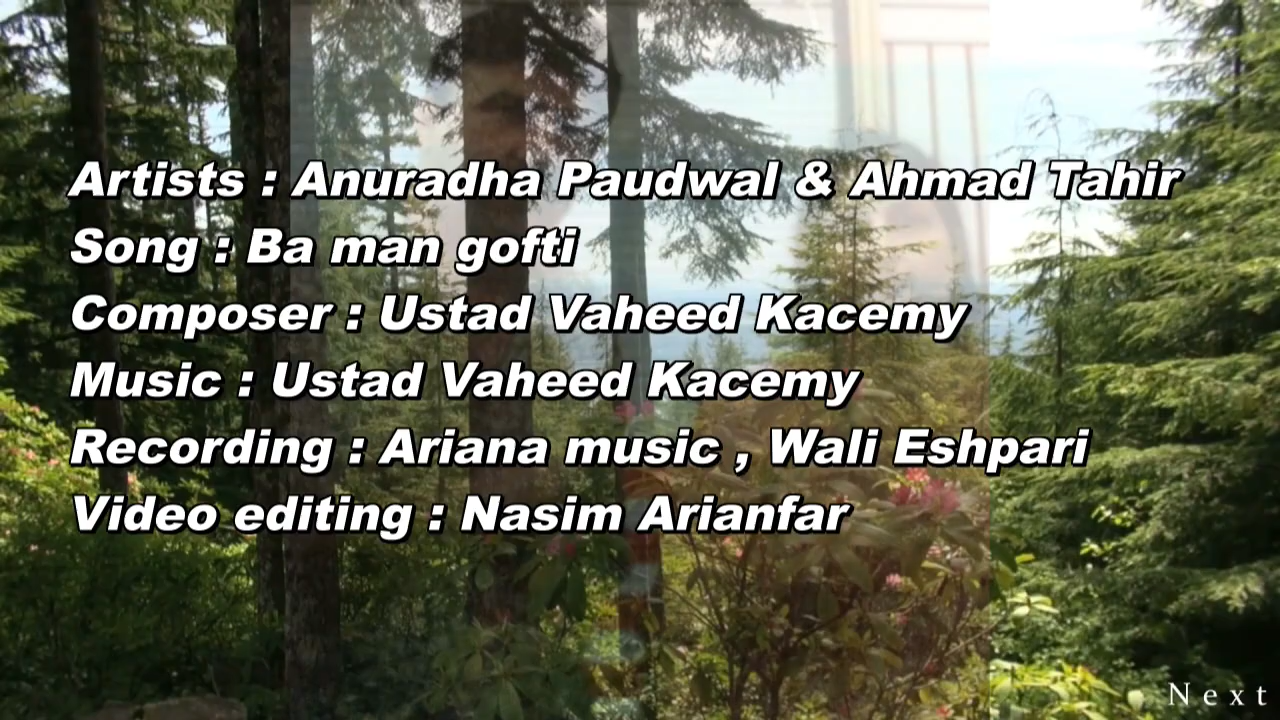 Artists : Anuradha Paudwal & Ahmad Tahir
Song : Ba man gofti
Composer : Ustad Vaheed Kacemy
Music : Ustad Vaheed Kacemy
Recording : Ariana music , Wali Eshpari
Video editing : Nasim Arianfar
Next